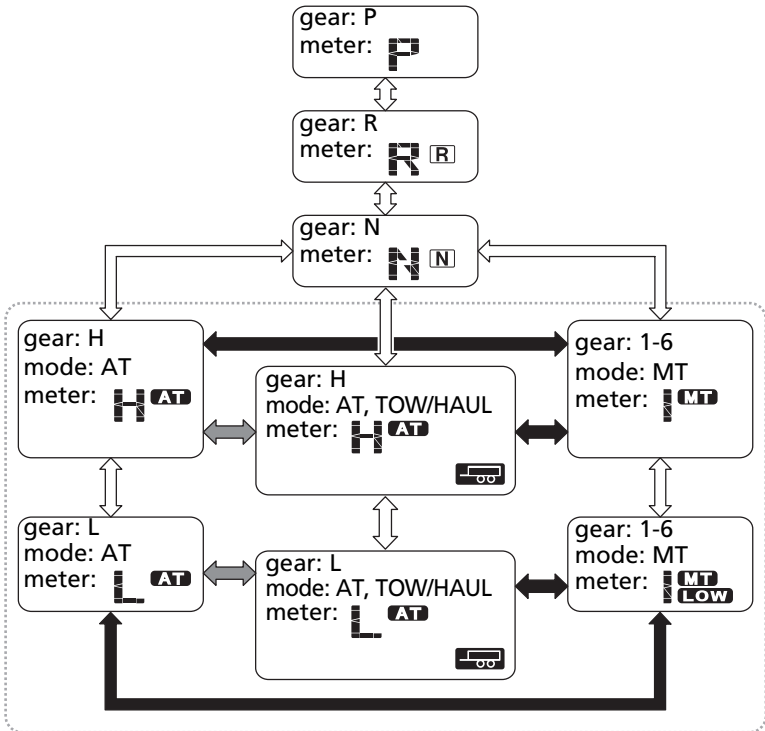 gear: P
meter: P
gear: R
meter: R R
gear: N
meter: N N
gear: H
mode: AT
meter: H AT
gear: H
mode: AT, TOW/HAUL
meter: H AT
gear: 1-6
mode: MT
meter: 1 MT
gear: L
mode: AT
meter: L AT
gear: L
mode: AT, TOW/HAUL
meter: L AT
gear: 1-6
mode: MT
meter: 1 MT
LOW